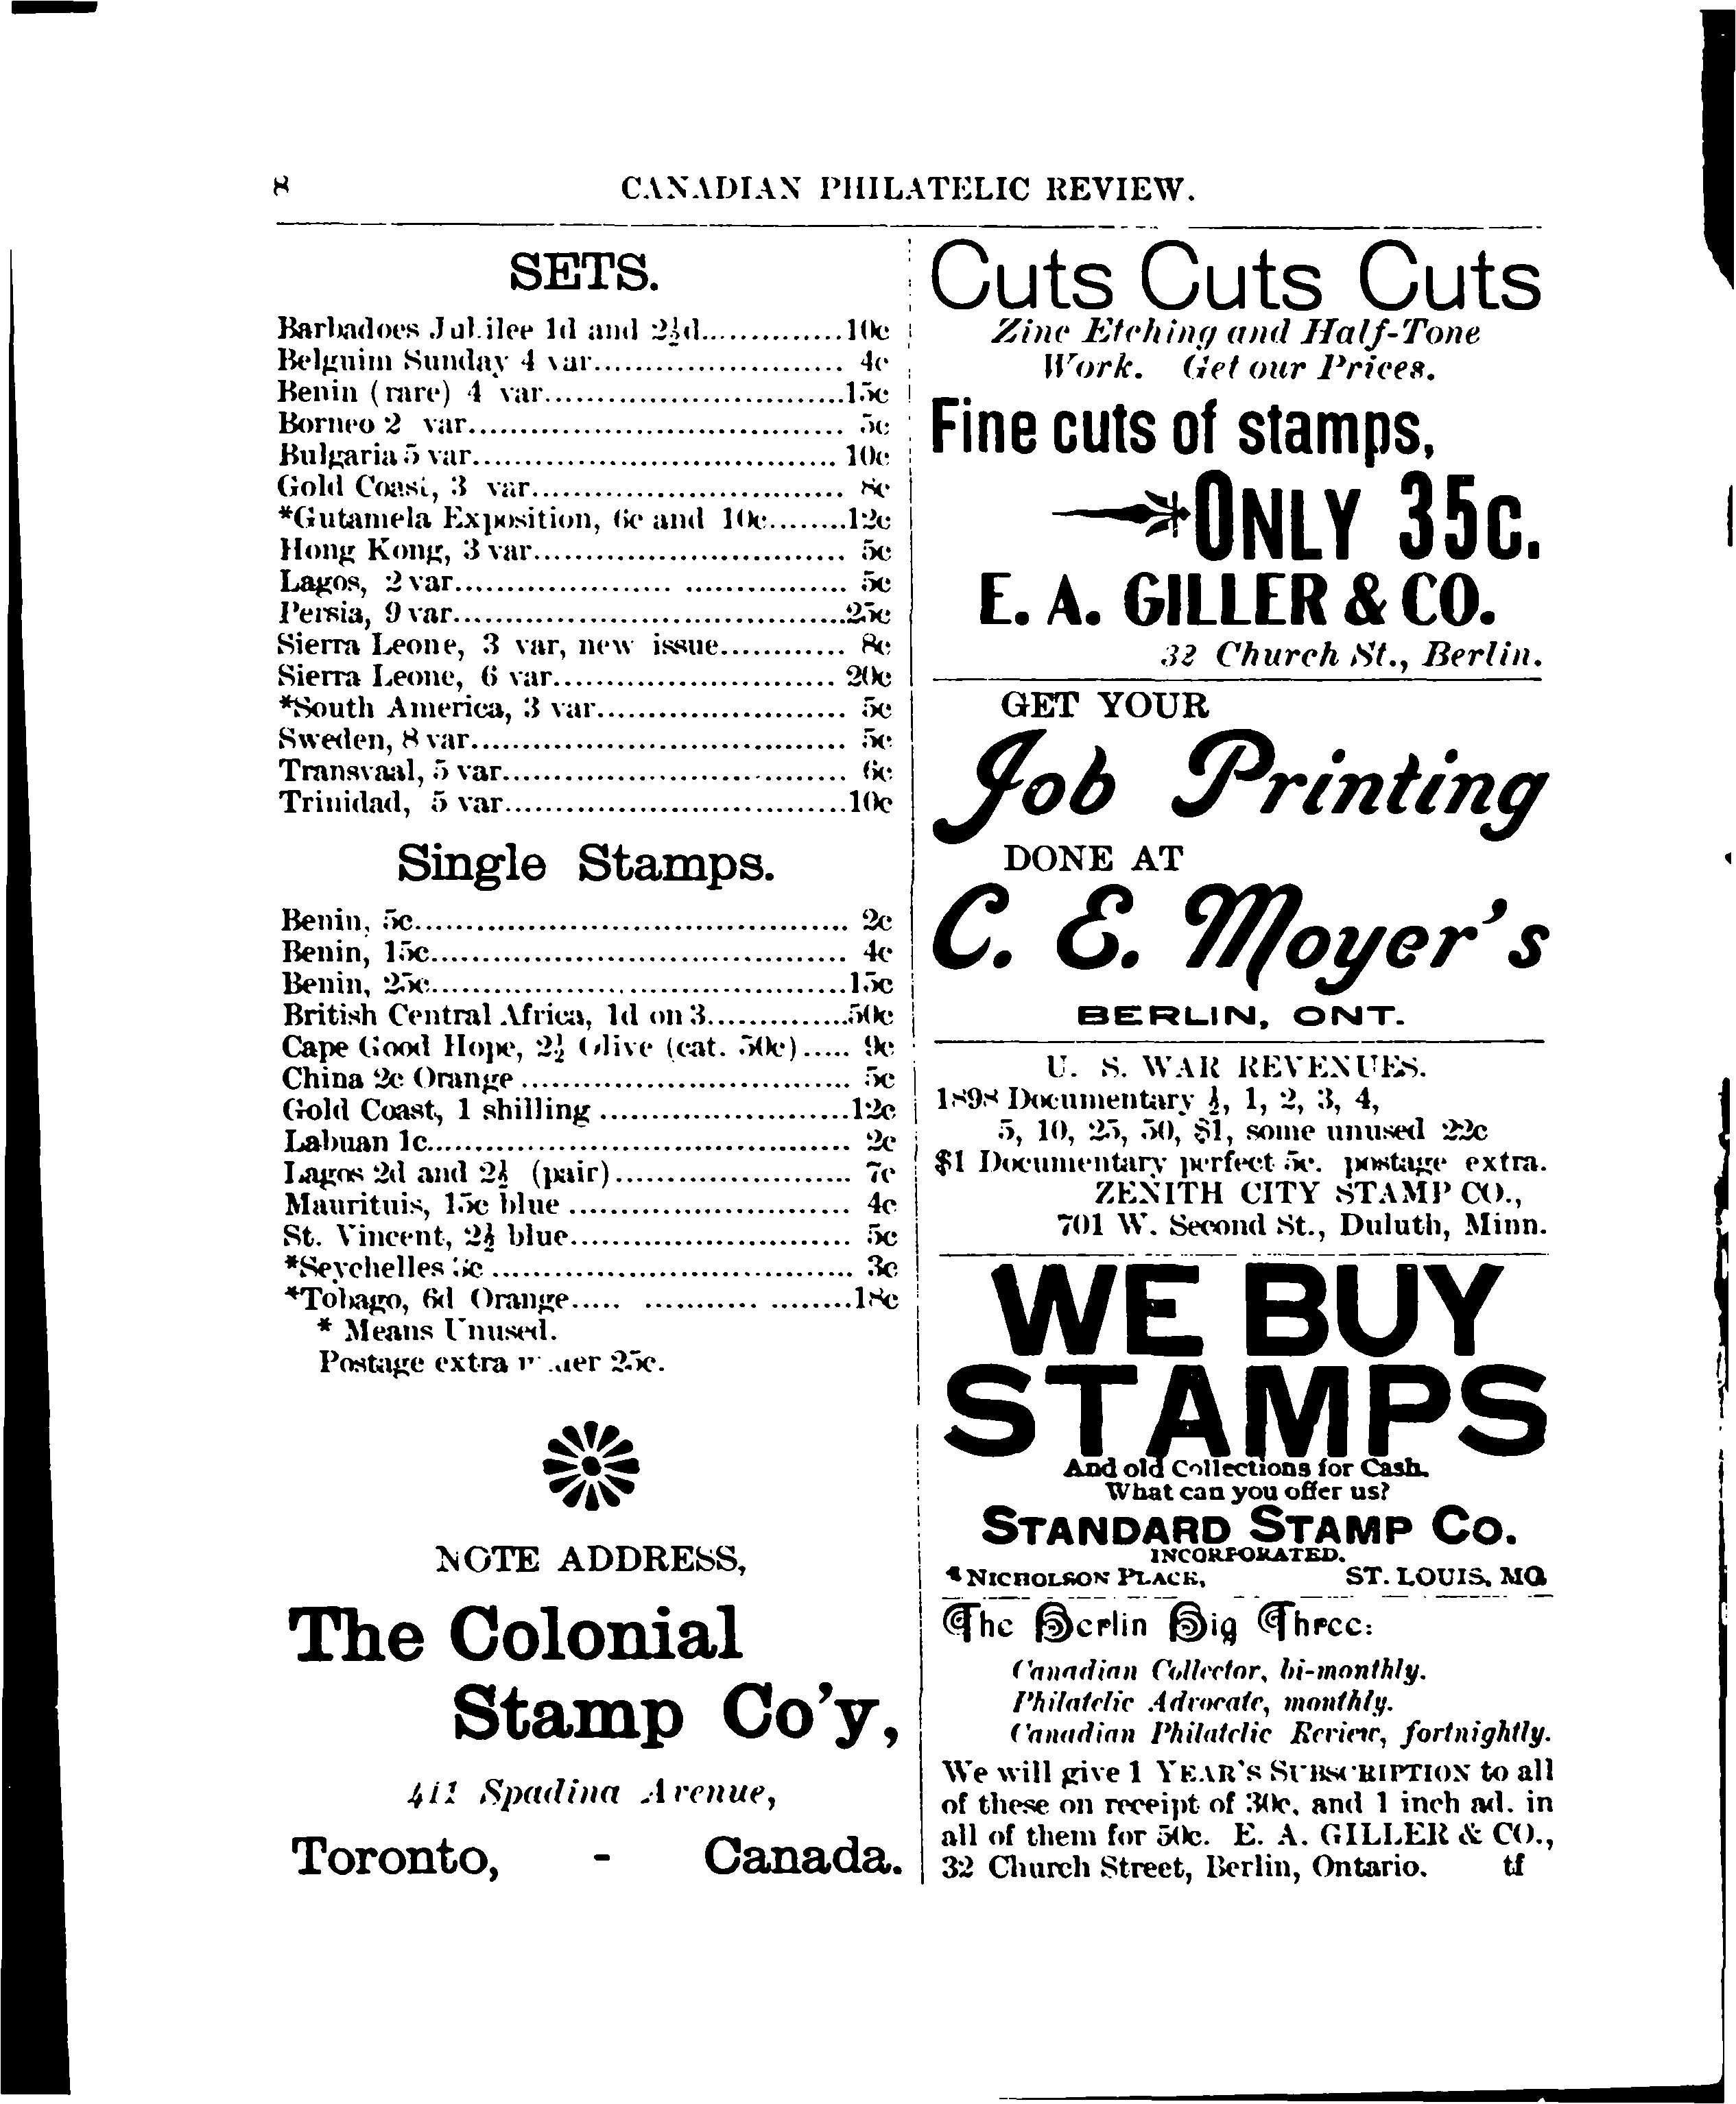 8
CANADIAN PHILATELIC REVIEW.
SETS.
Barbadoes Jubilee 1d and 2½d..............10c
Belguim Sunday 4 var........................ 4c
Benin (rare) 4 var.............................15c
Borneo 2 var.................................... 5c
Bulgaria 5 var................................... 10c
Gold Coast, 3 var.............................. 8c
*Gutamela Exposition, 6c and 10c........12c
Hong Kong, 3 var.............................. 5c
Lagos, 2 var..................... ................ 5c
Persia, 9 var......................................25c
Sierra Leone, 3 var, new issue............ 8c
Sierra Leone, 6 var........................... 20c
*South America, 3 var........................ 5c
Sweden, 8 var.................................... 5c
Transvaal, 5 var................................. 6c
Trinidad, 5 var.................................10c
Single Stamps.
Benin, 5c.......................................... 2c
Benin, 15c........................................ 4c
Benin, 25c........................................15c
British Central Africa, 1d on 3..............50c
Cape Good Hope, 2½ Olive (cat. 50c)..... 9c
China 2c Orange ................................ 5c
Gold Coast, 1 shilling ........................12c
Labuan 1c......................................... 2c
Lagos 2d and 2½ (pair)....................... 7c
Maurituis, 15c blue ........................... 4c
St. Vincent, 2½ blue........................... 5c
*Seychelles 3c ................................... 3c
*Tobago, 6d Orange..... ........... ........18c
* Means Unused.
Postage extra 25c.
NOTE ADDRESS,
The Colonial
Stamp Co'y,
Spadina Avenue,
Toronto, - Canada.
Cuts Cuts Cuts
Zinc Etching and Half-Tone
Work. Get our Prices.
Fine cuts of stamps,
ONLY 35c.
E. A. GILLER & CO.
32 Church St., Berlin.
GET YOUR
Job Printing
DONE AT
C. E. Moyer's
BERLIN, ONT.
U. S. WAR REVENUES.
1898 Documentary ½, 1, 2, 3, 4,
5, 10, 25, 50, $1, some unused 22c
$1 Documentary perfect 5c. postage extra.
ZENITH CITY STAMP CO.,
701 W. Second St., Duluth, Minn.
WE BUY
STAMPS
And old Collections for Cash.
What can you offer us?
STANDARD STAMP CO.
INCORPORATED.
NICHOLSON PLACE, ST. LOUIS, MO.
The Berlin Big Three:
Canadian Collector, bi-monthly.
Philatelic Advocate, monthly.
Canadian Philatelic Review, fortnightly.
We will give 1 YEAR'S SUBSCRIPTION to all
of these on receipt of 30c. and 1 inch ad. in
all of them for 50c. E. A. GILLER & CO.,
32 Church Street, Berlin, Ontario. tf